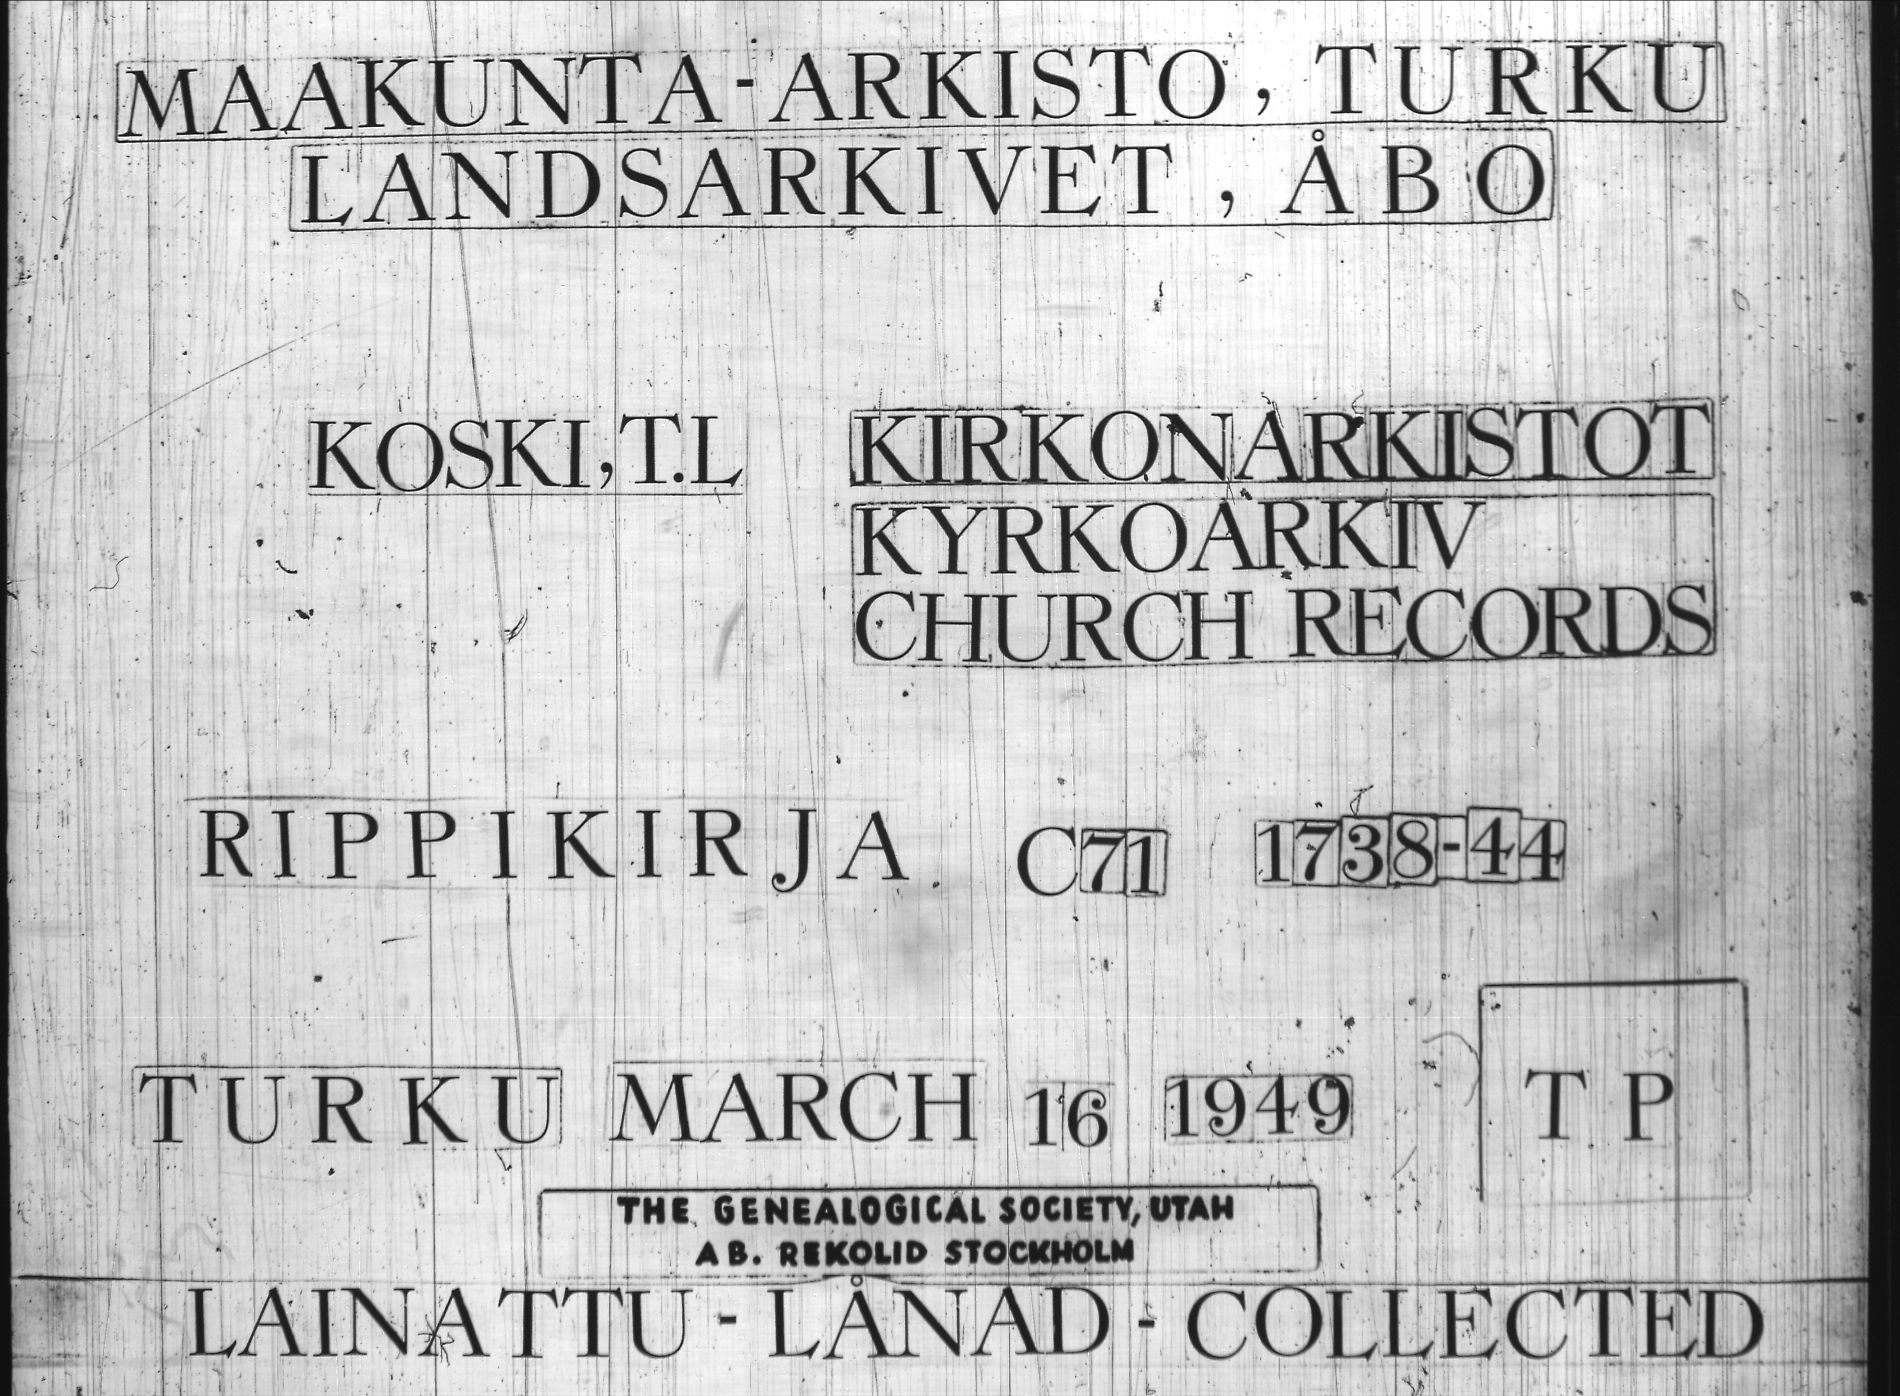 MAAKUNTA-ARKISTO, TURKU
LANDSARKIVET, ÅBO
KOSKI, T.L
KIRKONARKISTOT
KYRKOARKIV
CHURCH RECORDS
RIPPIKIRJA C71 1738-44
TURKU MARCH 16 1949 TP
THE GENEALOGICAL SOCIETY, UTAH
AB. REKOLID STOCKHOLM
LAINATTU - LÅNAD - COLLECTED